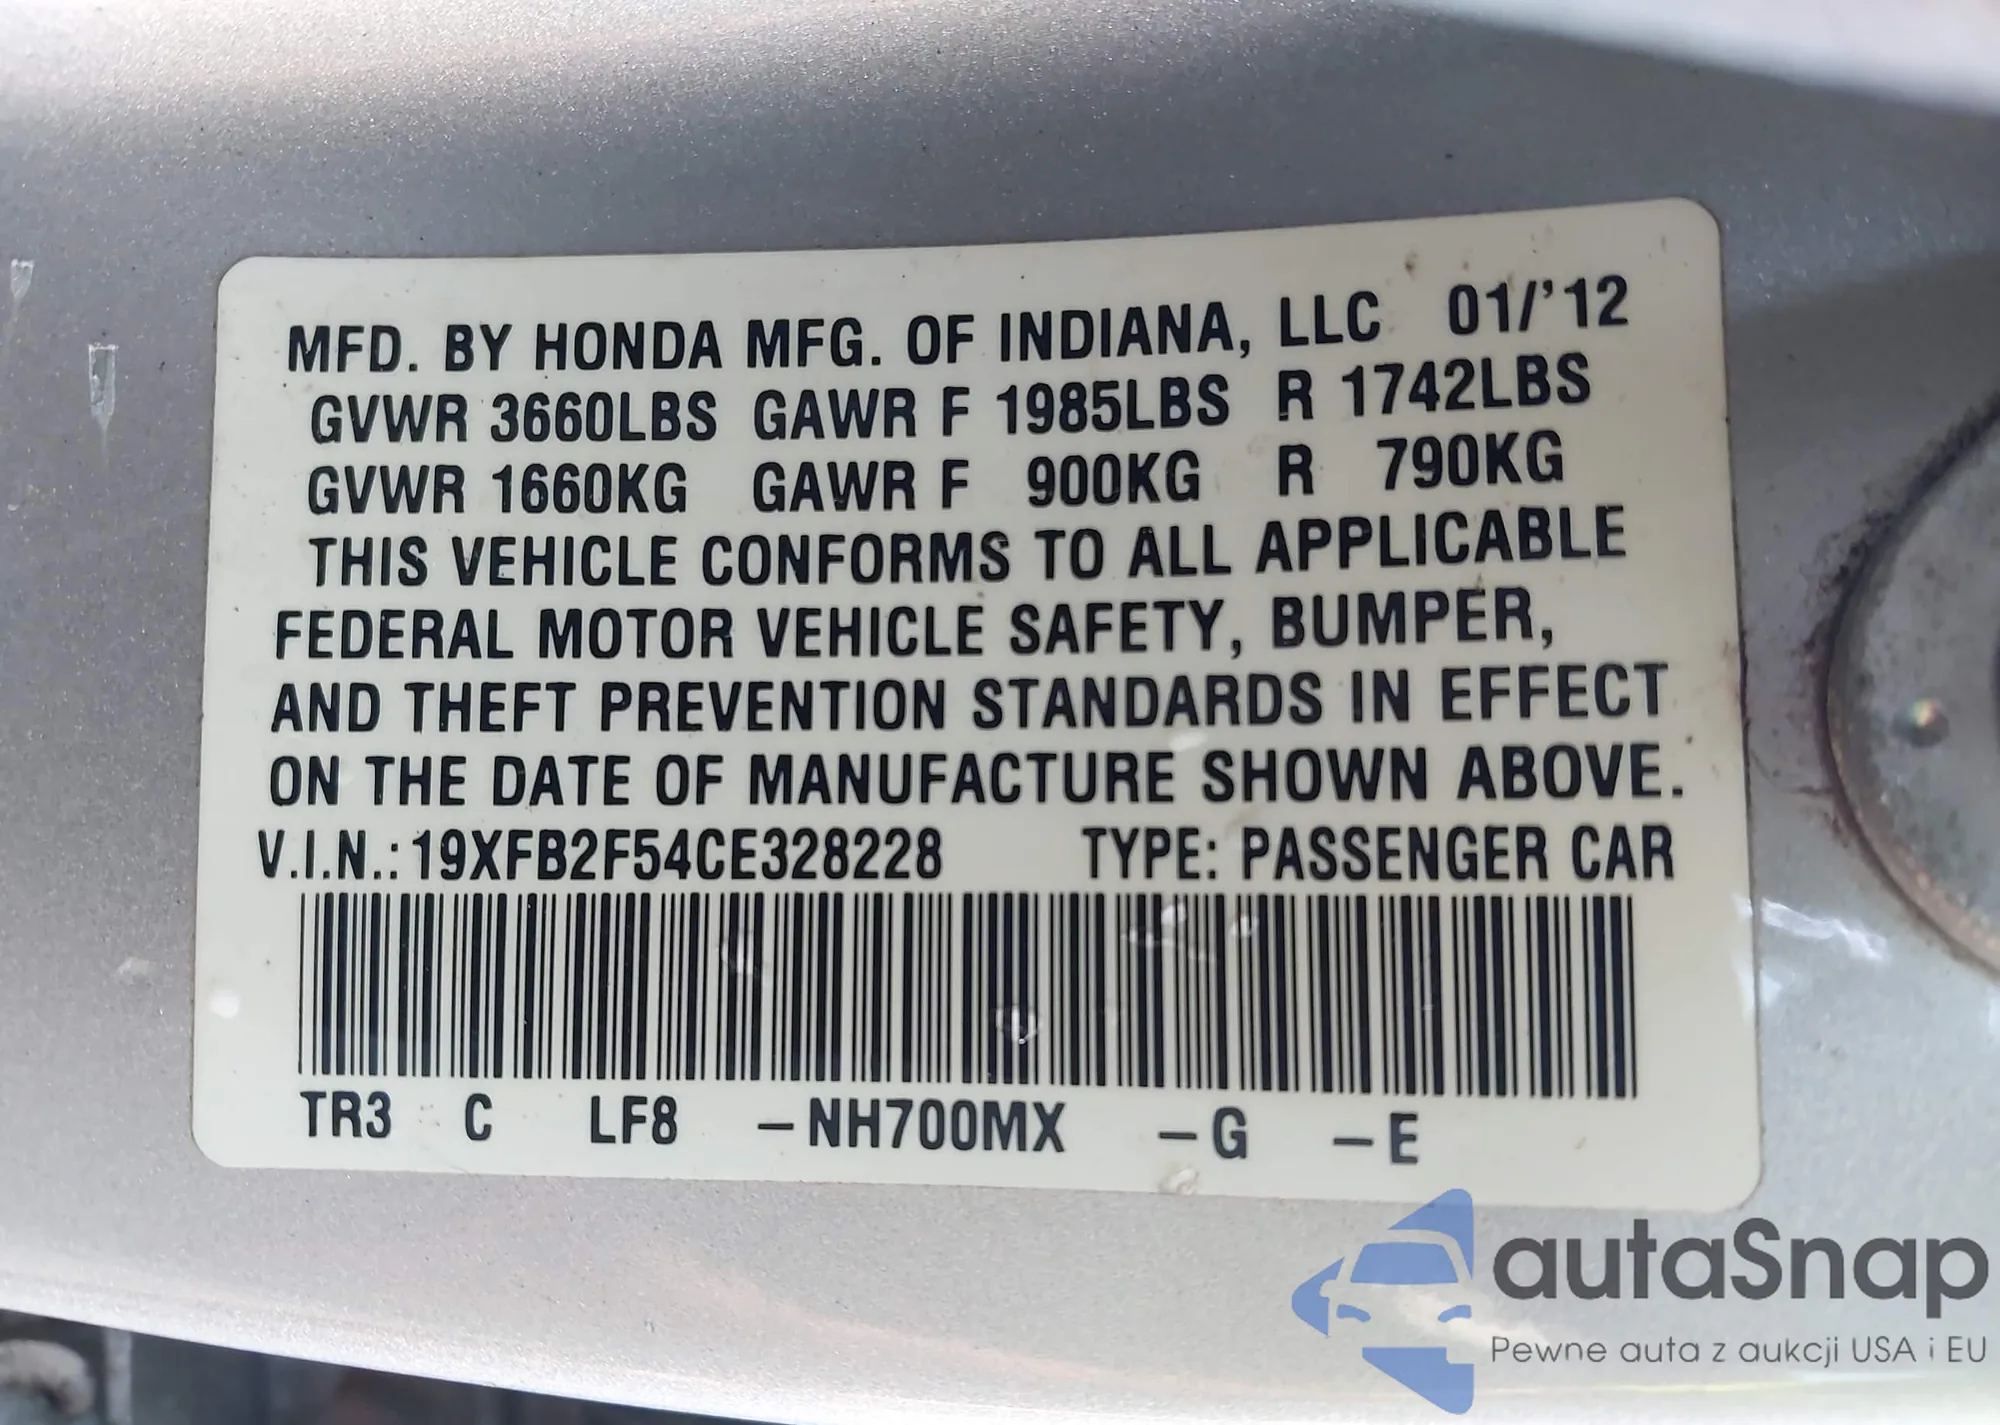 MFD. BY HONDA MFG. OF INDIANA, LLC 01/'12
GVWR 3660LBS GAWR F 1985LBS R 1742LBS
GVWR 1660KG GAWR F 900KG R 790KG
THIS VEHICLE CONFORMS TO ALL APPLICABLE
FEDERAL MOTOR VEHICLE SAFETY, BUMPER,
AND THEFT PREVENTION STANDARDS IN EFFECT
ON THE DATE OF MANUFACTURE SHOWN ABOVE.
V.I.N.:19XFB2F54CE328228 TYPE: PASSENGER CAR
TR3 C LF8 –NH700MX –G –E
autaSnap
Pewne auta z aukcji USA i EU